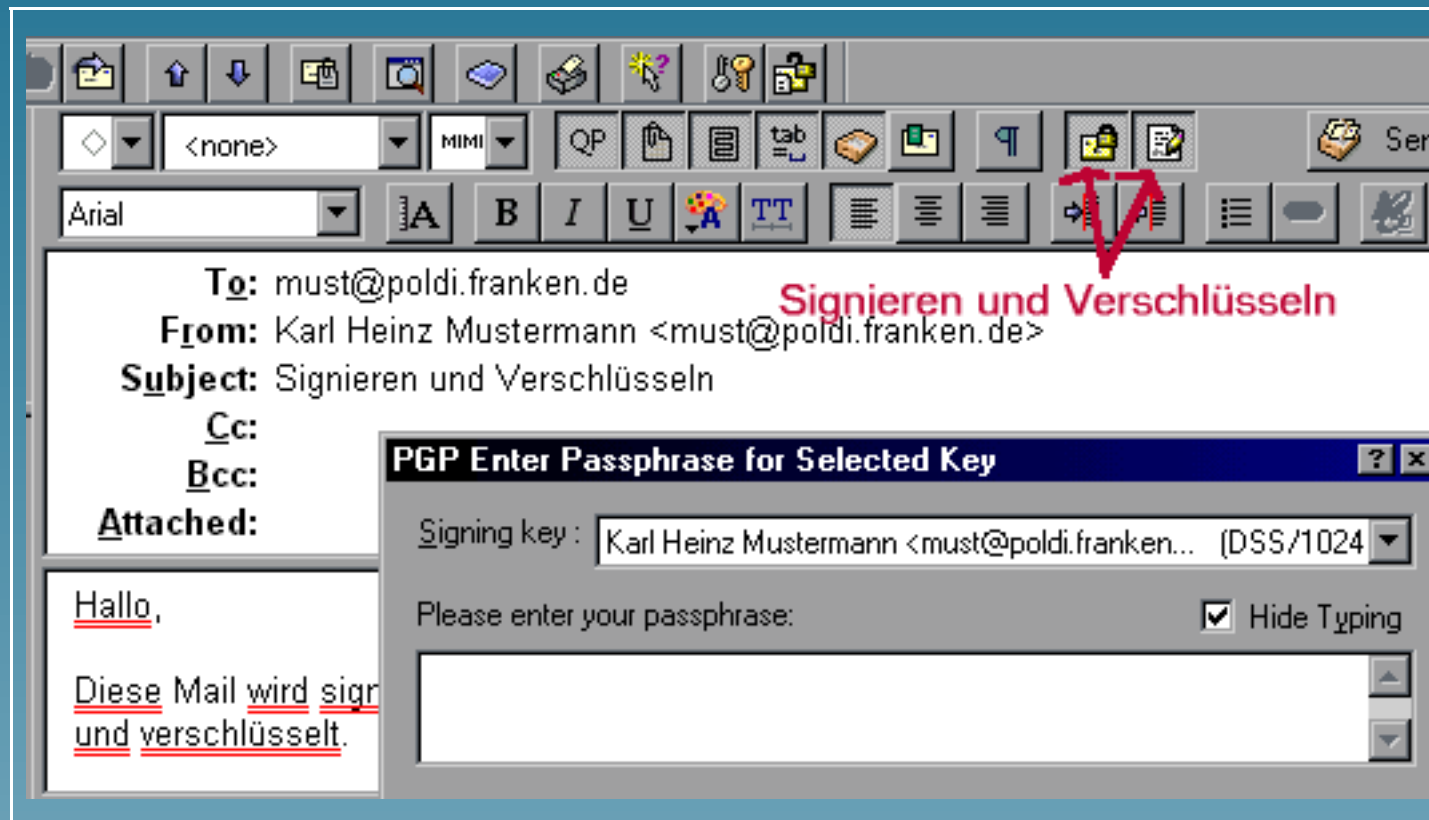 <none> MIMI QP tab Ser
Arial A B I U A TT
Signieren und Verschlüsseln
To: must@poldi.franken.de
From: Karl Heinz Mustermann <must@poldi.franken.de>
Subject: Signieren und Verschlüsseln
Cc:
Bcc:
Attached:
PGP Enter Passphrase for Selected Key
Signing key : Karl Heinz Mustermann <must@poldi.franken... (DSS/1024
Please enter your passphrase: Hide Typing
Hallo,
Diese Mail wird sign
und verschlüsselt.